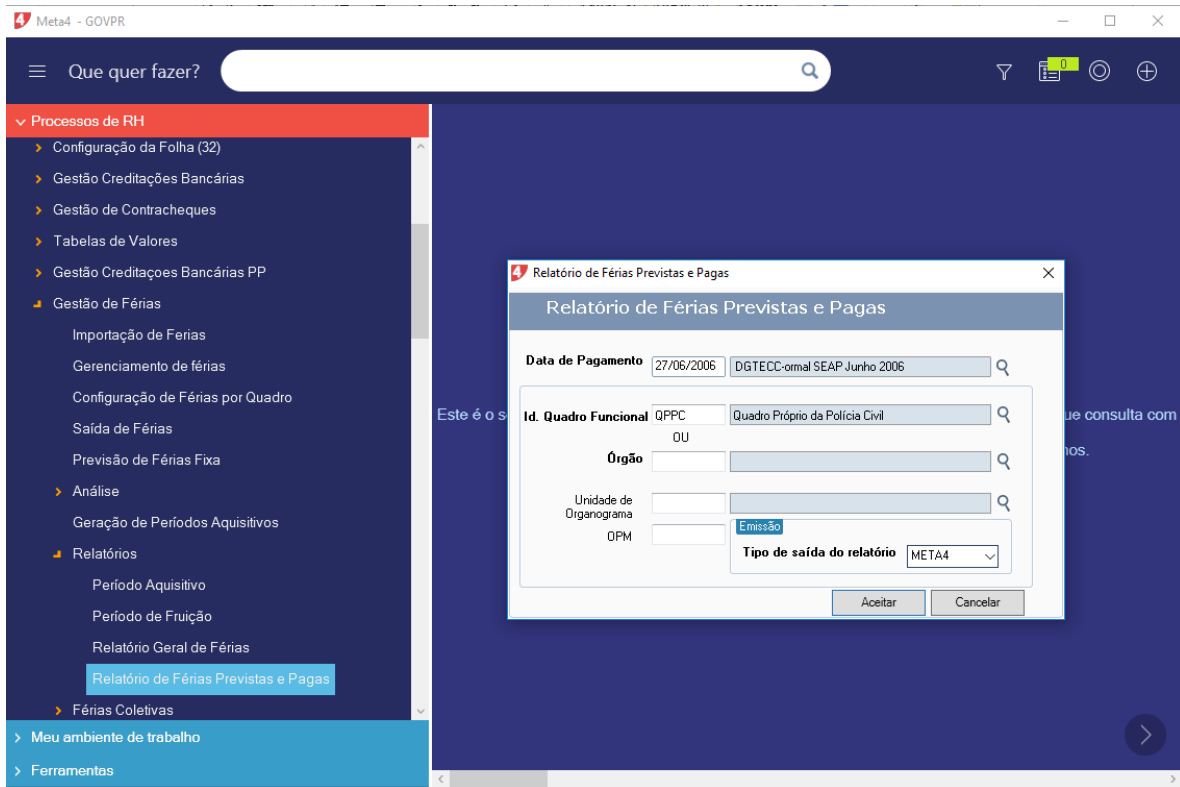 Meta4 - GOVPR
Que quer fazer?
0
Processos de RH
Configuração da Folha (32)
Gestão Creditações Bancárias
Gestão de Contracheques
Tabelas de Valores
Gestão Creditaçoes Bancárias PP
Gestão de Férias
Importação de Ferias
Gerenciamento de férias
Configuração de Férias por Quadro
Saída de Férias
Previsão de Férias Fixa
Análise
Geração de Períodos Aquisitivos
Relatórios
Período Aquisitivo
Período de Fruição
Relatório Geral de Férias
Relatório de Férias Previstas e Pagas
Férias Coletivas
Meu ambiente de trabalho
Ferramentas
Este é o s
ue consulta com
nos.
4 Relatório de Férias Previstas e Pagas
Relatório de Férias Previstas e Pagas
Data de Pagamento 27/06/2006 DGTECC-ormal SEAP Junho 2006
Id. Quadro Funcional QPPC Quadro Próprio da Polícia Civil
OU
Órgão
Unidade de
Organograma
OPM
Emissão
Tipo de saída do relatório META4
Aceitar Cancelar